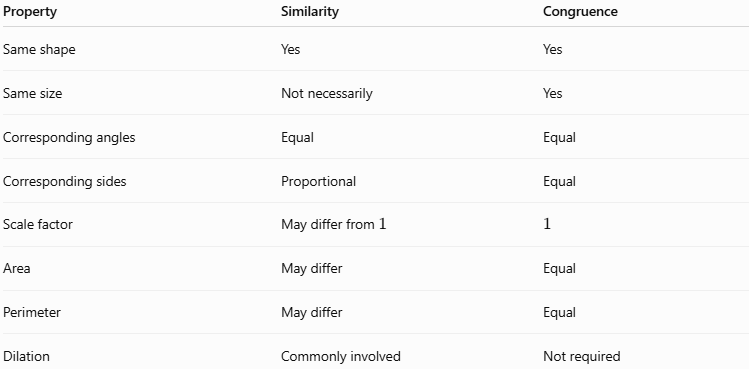 Property Similarity Congruence
Same shape Yes Yes
Same size Not necessarily Yes
Corresponding angles Equal Equal
Corresponding sides Proportional Equal
Scale factor May differ from 1 1
Area May differ Equal
Perimeter May differ Equal
Dilation Commonly involved Not required